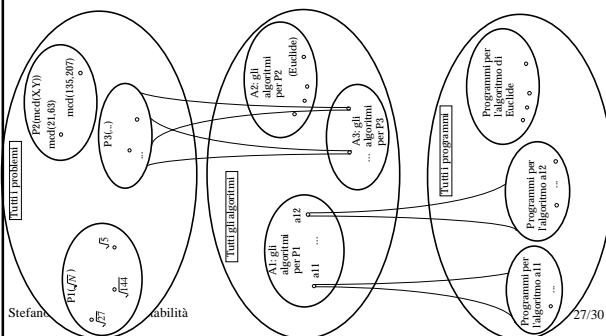 Tutti i problemi
P1(√N)
√27
√144
√5
P2(mcd(X,Y))
mcd(21,63)
mcd(135,207)
P3(...)
...
Tutti gli algoritmi
A1: gli
algoritmi
per P1
a11
a12
...
A2: gli
algoritmi
per P2
(Euclide)
A3: gli
algoritmi
per P3
...
Tutti i programmi
Programmi per
l'algoritmo a11
...
Programmi per
l'algoritmo a12
...
Programmi per
l'algoritmo di
Euclide
Stefano
abilità
27/30